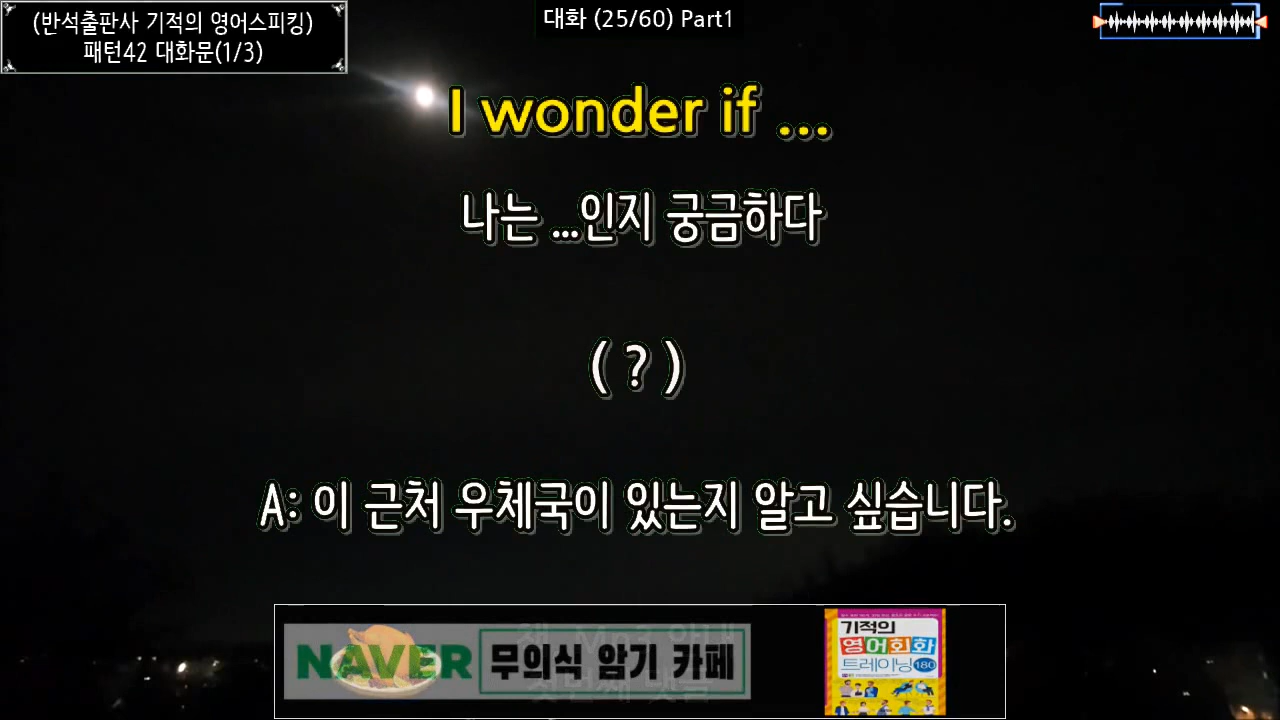 (반석출판사 기적의 영어스피킹)
패턴42 대화문(1/3)
대화 (25/60) Part1
I wonder if ...
나는 ...인지 궁금하다
( ? )
A: 이 근처 우체국이 있는지 알고 싶습니다.
NAVER 무의식 암기 카페
기적의
영어회화
트레이닝 180